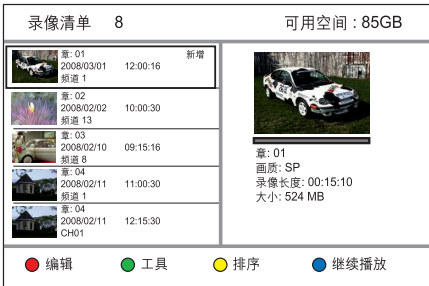 录像清单 8 可用空间 : 85GB
章: 01 新增
2008/03/01 12:00:16
频道 1
章: 02
2008/02/02 10:00:30
频道 13
章: 03
2008/02/10 09:15:16
频道 8
章: 04
2008/02/11 11:00:30
频道 1
章: 04
2008/02/11 12:15:30
CH01
章: 01
画质: SP
录像长度: 00:15:10
大小: 524 MB
编辑 工具 排序 继续播放